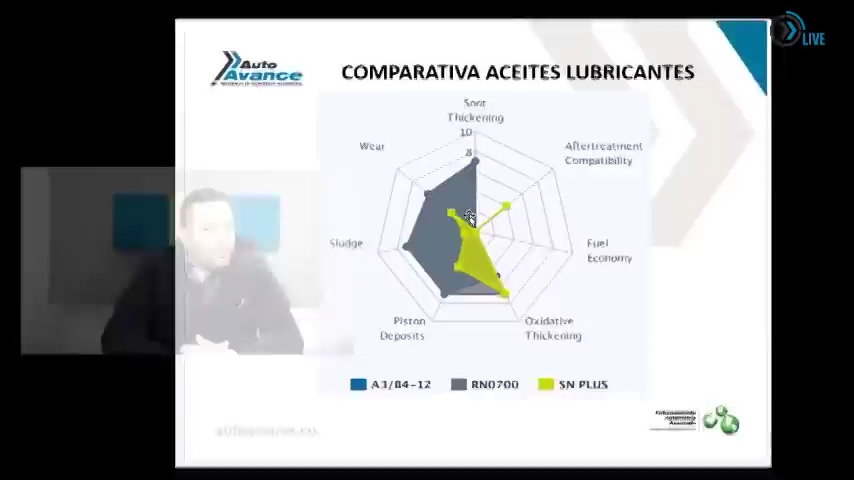 LIVE
Auto
Avance
COMPARATIVA ACEITES LUBRICANTES
Soot
Thickening
10
8
Wear
Aftertreatment
Compatibility
Sludge
Fuel
Economy
Piston
Deposits
Oxidative
Thickening
A3/B4-12
RN0700
SN PLUS